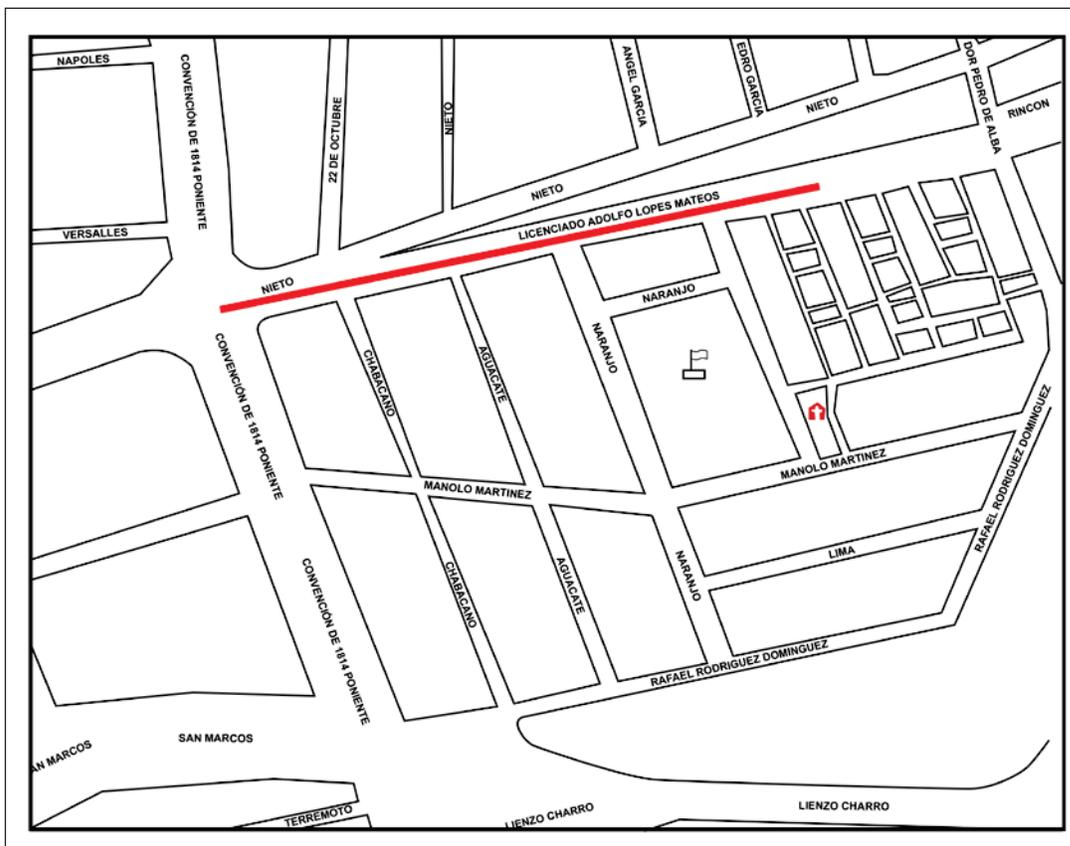 NAPOLES
CONVENCIÓN DE 1814 PONIENTE
22 DE OCTUBRE
NIETO
ANGEL GARCIA
EDRO GARCIA
NIETO
DOR PEDRO DE ALBA
RINCON
VERSALLES
NIETO
LICENCIADO ADOLFO LOPES MATEOS
NIETO
NARANJO
CONVENCIÓN DE 1814 PONIENTE
CHABACANO
AGUACATE
NARANJO
MANOLO MARTINEZ
MANOLO MARTINEZ
RAFAEL RODRIGUEZ DOMINGUEZ
LIMA
CONVENCIÓN DE 1814 PONIENTE
CHABACANO
AGUACATE
NARANJO
RAFAEL RODRIGUEZ DOMINGUEZ
AN MARCOS
SAN MARCOS
TERREMOTO
LIENZO CHARRO
LIENZO CHARRO